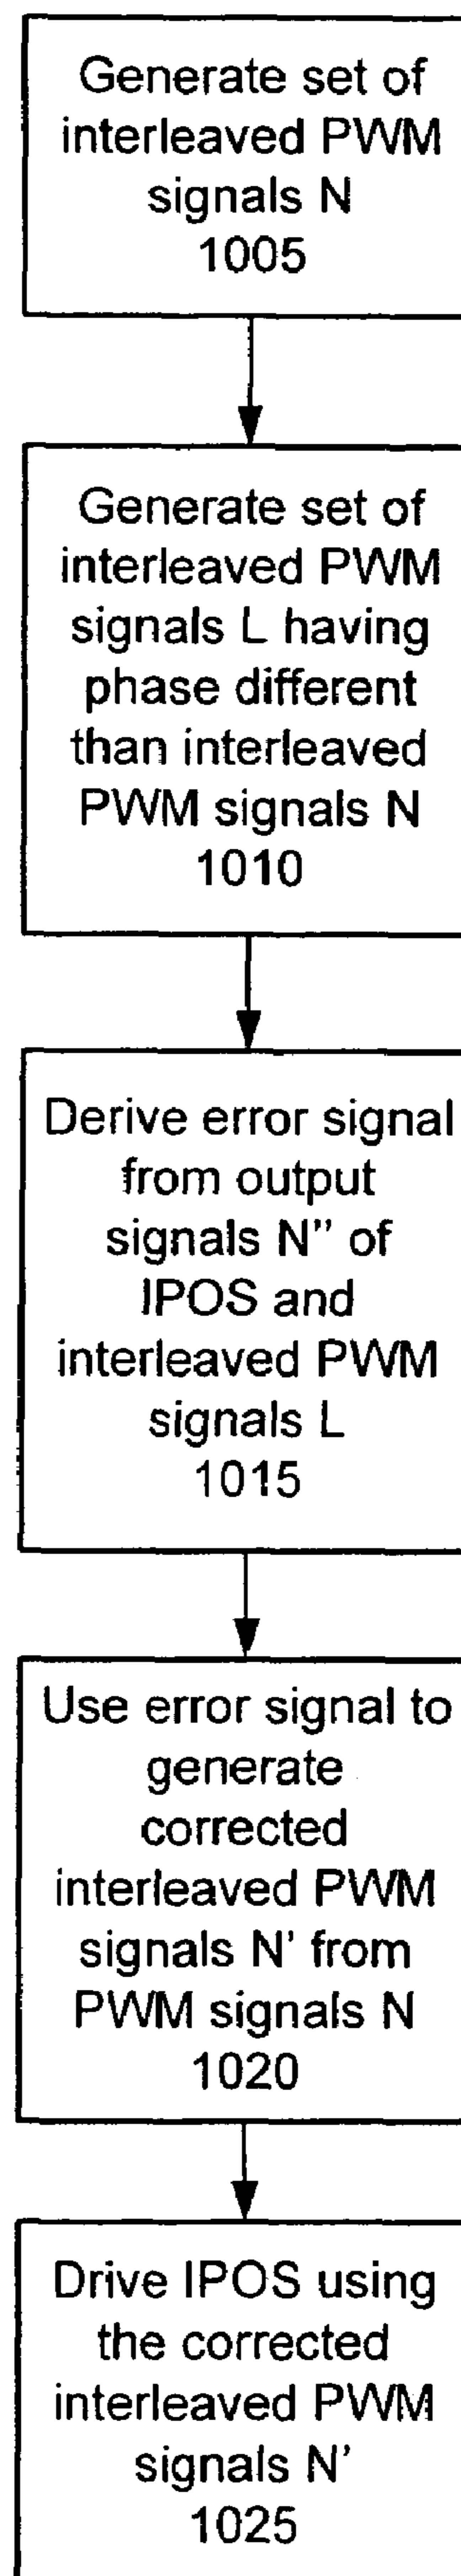 Generate set of
interleaved PWM
signals N
1005
Generate set of
interleaved PWM
signals L having
phase different
than interleaved
PWM signals N
1010
Derive error signal
from output
signals N’’ of
IPOS and
interleaved PWM
signals L
1015
Use error signal to
generate
corrected
interleaved PWM
signals N' from
PWM signals N
1020
Drive IPOS using
the corrected
interleaved PWM
signals N'
1025